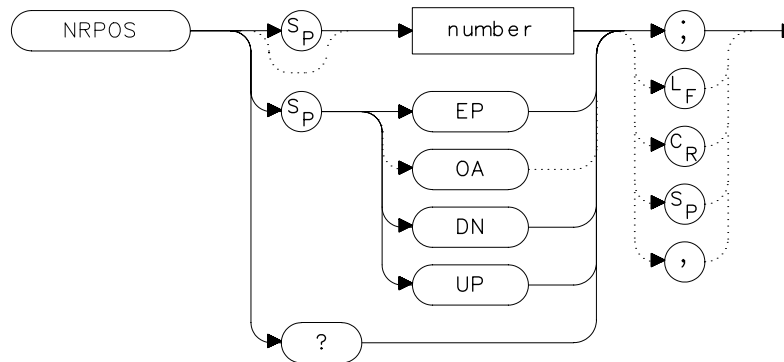 NRPOS SP number ;
LF
SP EP
OA CR
DN SP
UP ,
?